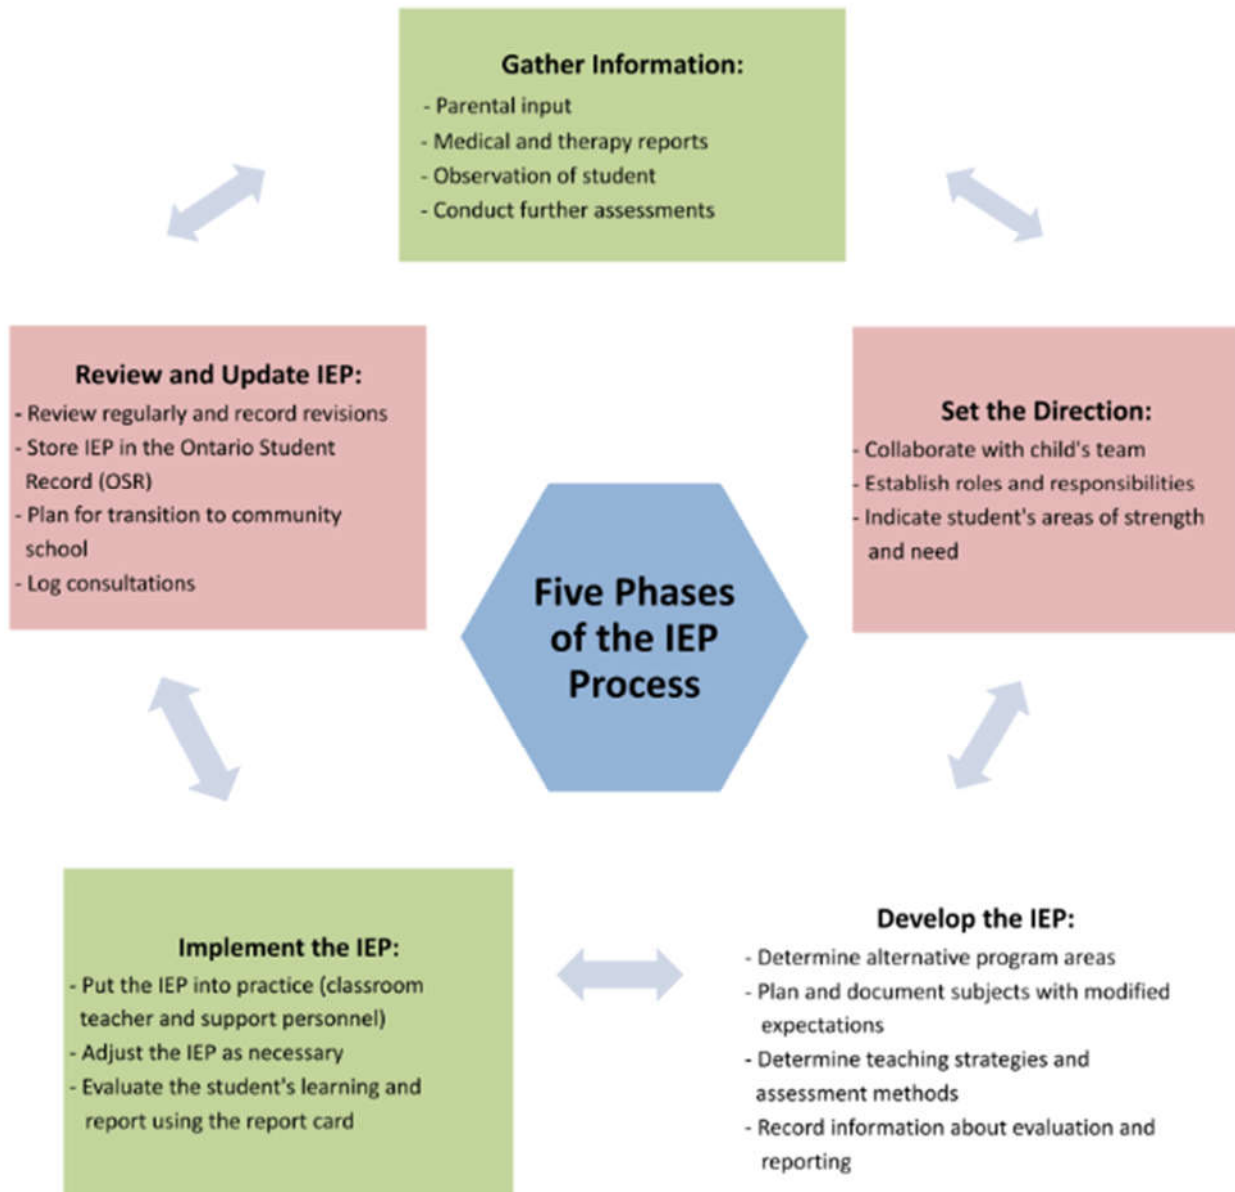 Gather Information:
- Parental input
- Medical and therapy reports
- Observation of student
- Conduct further assessments
Set the Direction:
- Collaborate with child's team
- Establish roles and responsibilities
- Indicate student's areas of strength
and need
Develop the IEP:
- Determine alternative program areas
- Plan and document subjects with modified
expectations
- Determine teaching strategies and
assessment methods
- Record information about evaluation and
reporting
Implement the IEP:
- Put the IEP into practice (classroom
teacher and support personnel)
- Adjust the IEP as necessary
- Evaluate the student's learning and
report using the report card
Review and Update IEP:
- Review regularly and record revisions
- Store IEP in the Ontario Student
Record (OSR)
- Plan for transition to community
school
- Log consultations
Five Phases
of the IEP
Process